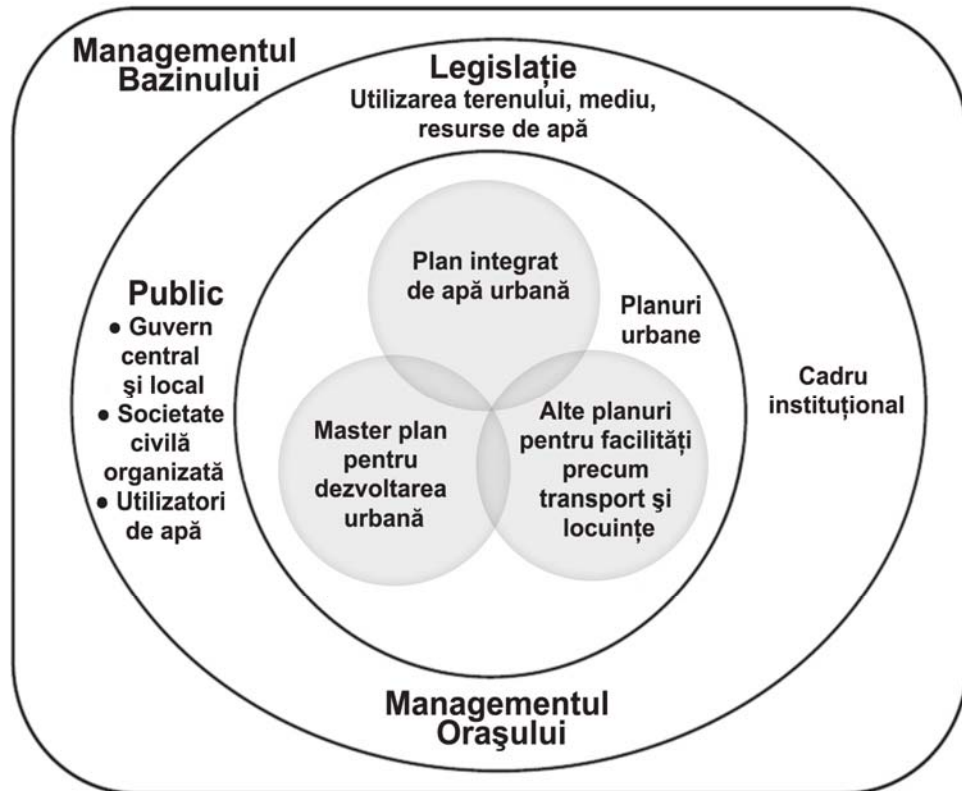 Managementul
Bazinului
Legislație
Utilizarea terenului, mediu,
resurse de apă
Plan integrat
de apă urbană
Planuri
urbane
Public
● Guvern
central
şi local
● Societate
civilă
organizată
● Utilizatori
de apă
Master plan
pentru
dezvoltarea
urbană
Alte planuri
pentru facilități
precum
transport şi
locuințe
Cadru
instituțional
Managementul
Oraşului